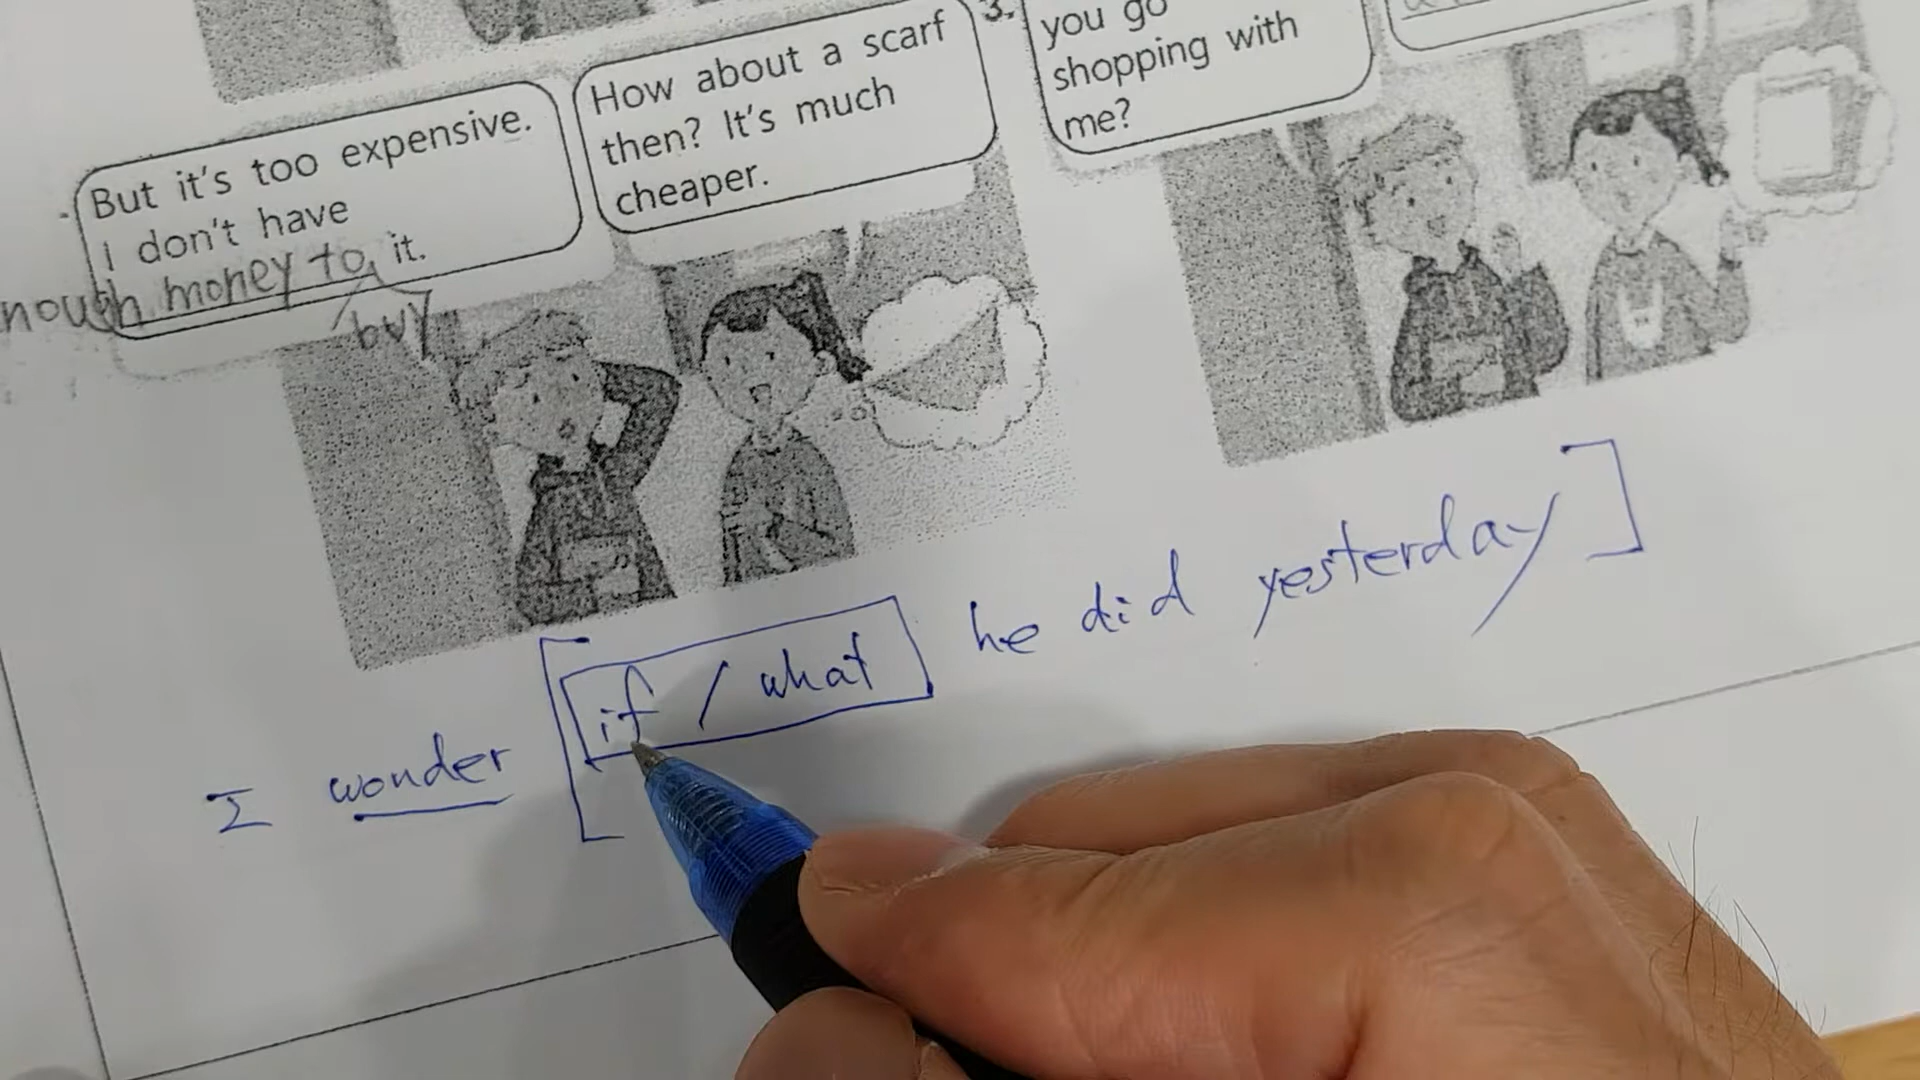 But it's too expensive.
I don't have
nough money to it.
buy
How about a scarf
then? It's much
cheaper.
3.
you go
shopping with
me?
I wonder [if / what he did yesterday]